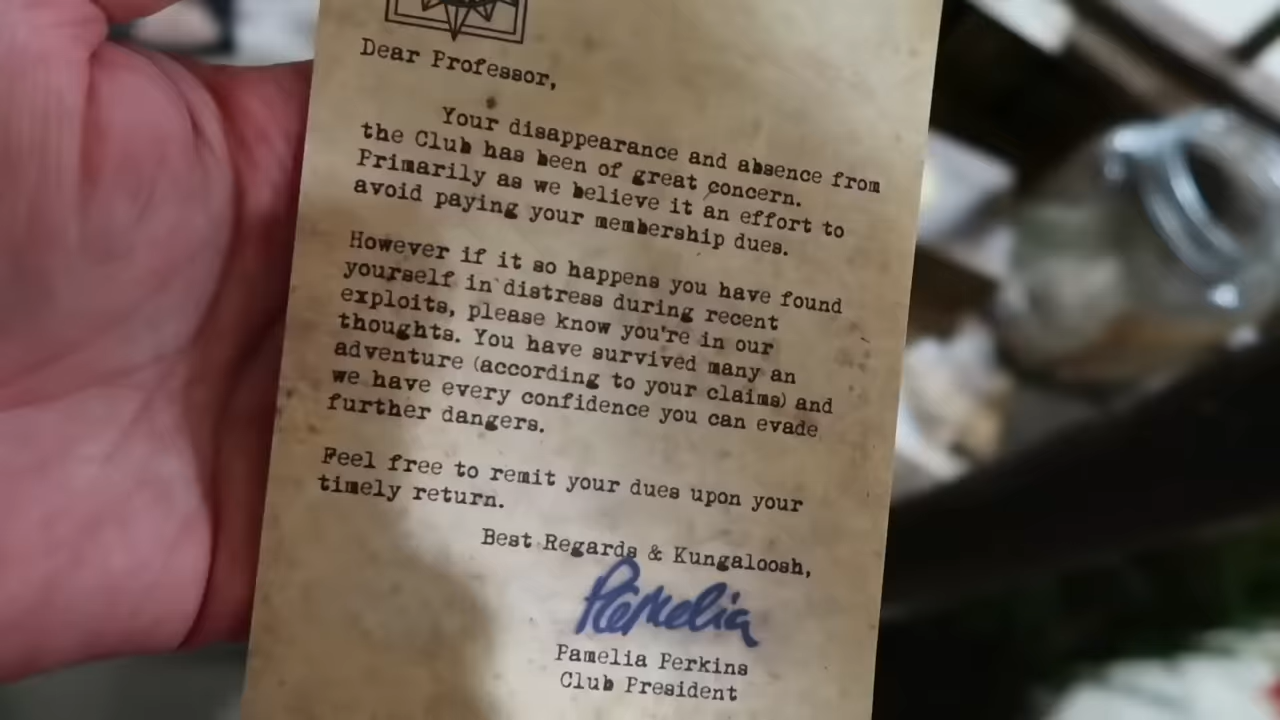 Dear Professor,
Your disappearance and absence from
the Club has been of great concern.
Primarily as we believe it an effort to
avoid paying your membership dues.
However if it so happens you have found
yourself in distress during recent
exploits, please know you're in our
thoughts. You have survived many an
adventure (according to your claims) and
we have every confidence you can evade
further dangers.
Feel free to remit your dues upon your
timely return.
Best Regards & Kungaloosh,
Pamelia
Pamelia Perkins
Club President